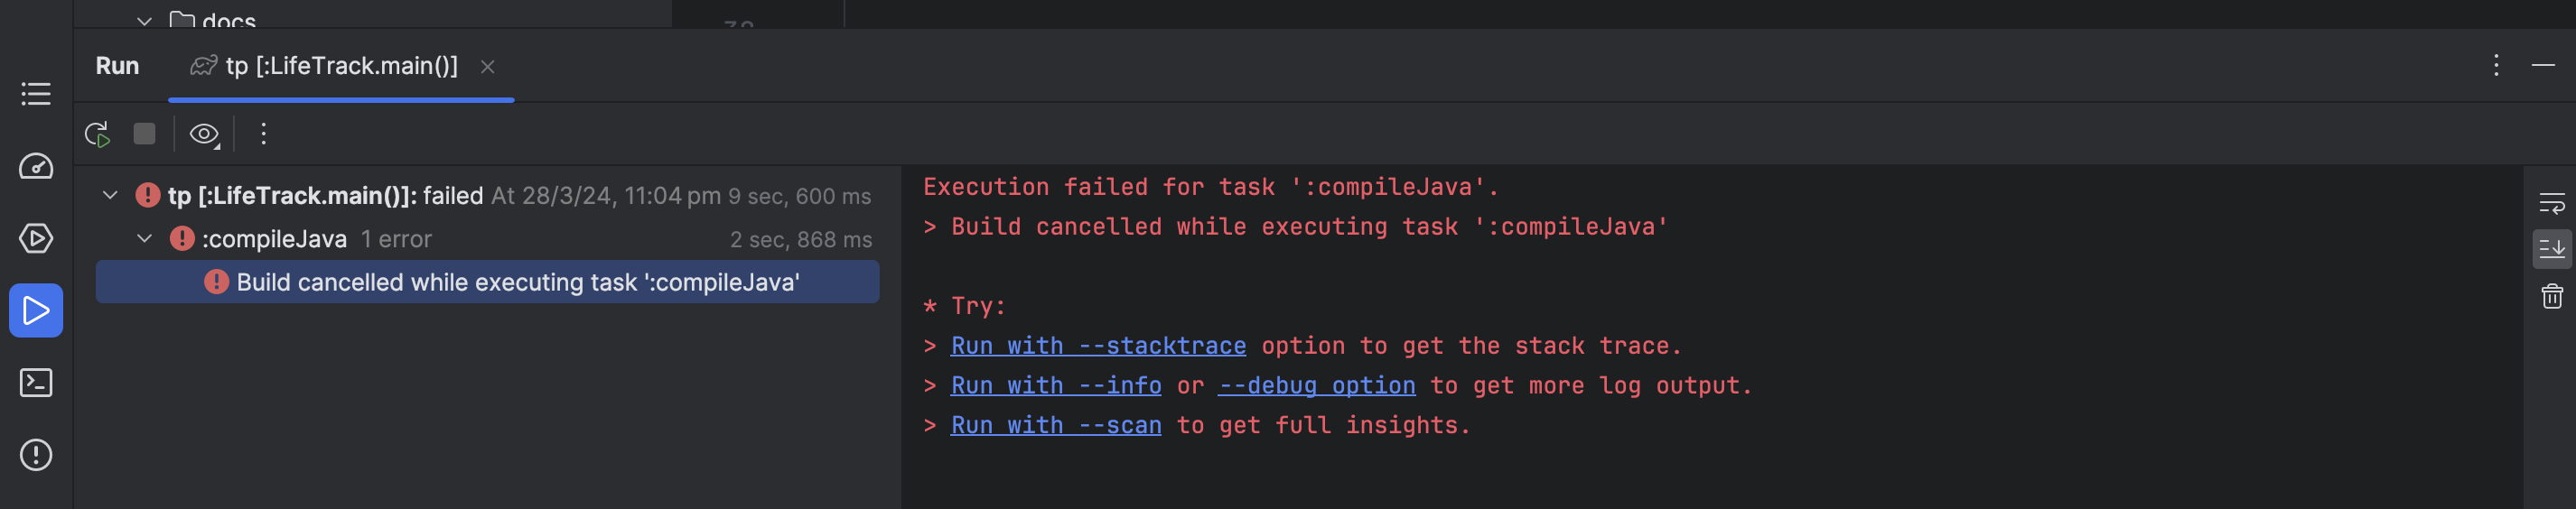 docs
Run
tp [:LifeTrack.main()]
tp [:LifeTrack.main()]: failed At 28/3/24, 11:04 pm 9 sec, 600 ms
:compileJava 1 error 2 sec, 868 ms
Build cancelled while executing task ':compileJava'
Execution failed for task ':compileJava'.
> Build cancelled while executing task ':compileJava'
* Try:
> Run with --stacktrace option to get the stack trace.
> Run with --info or --debug option to get more log output.
> Run with --scan to get full insights.